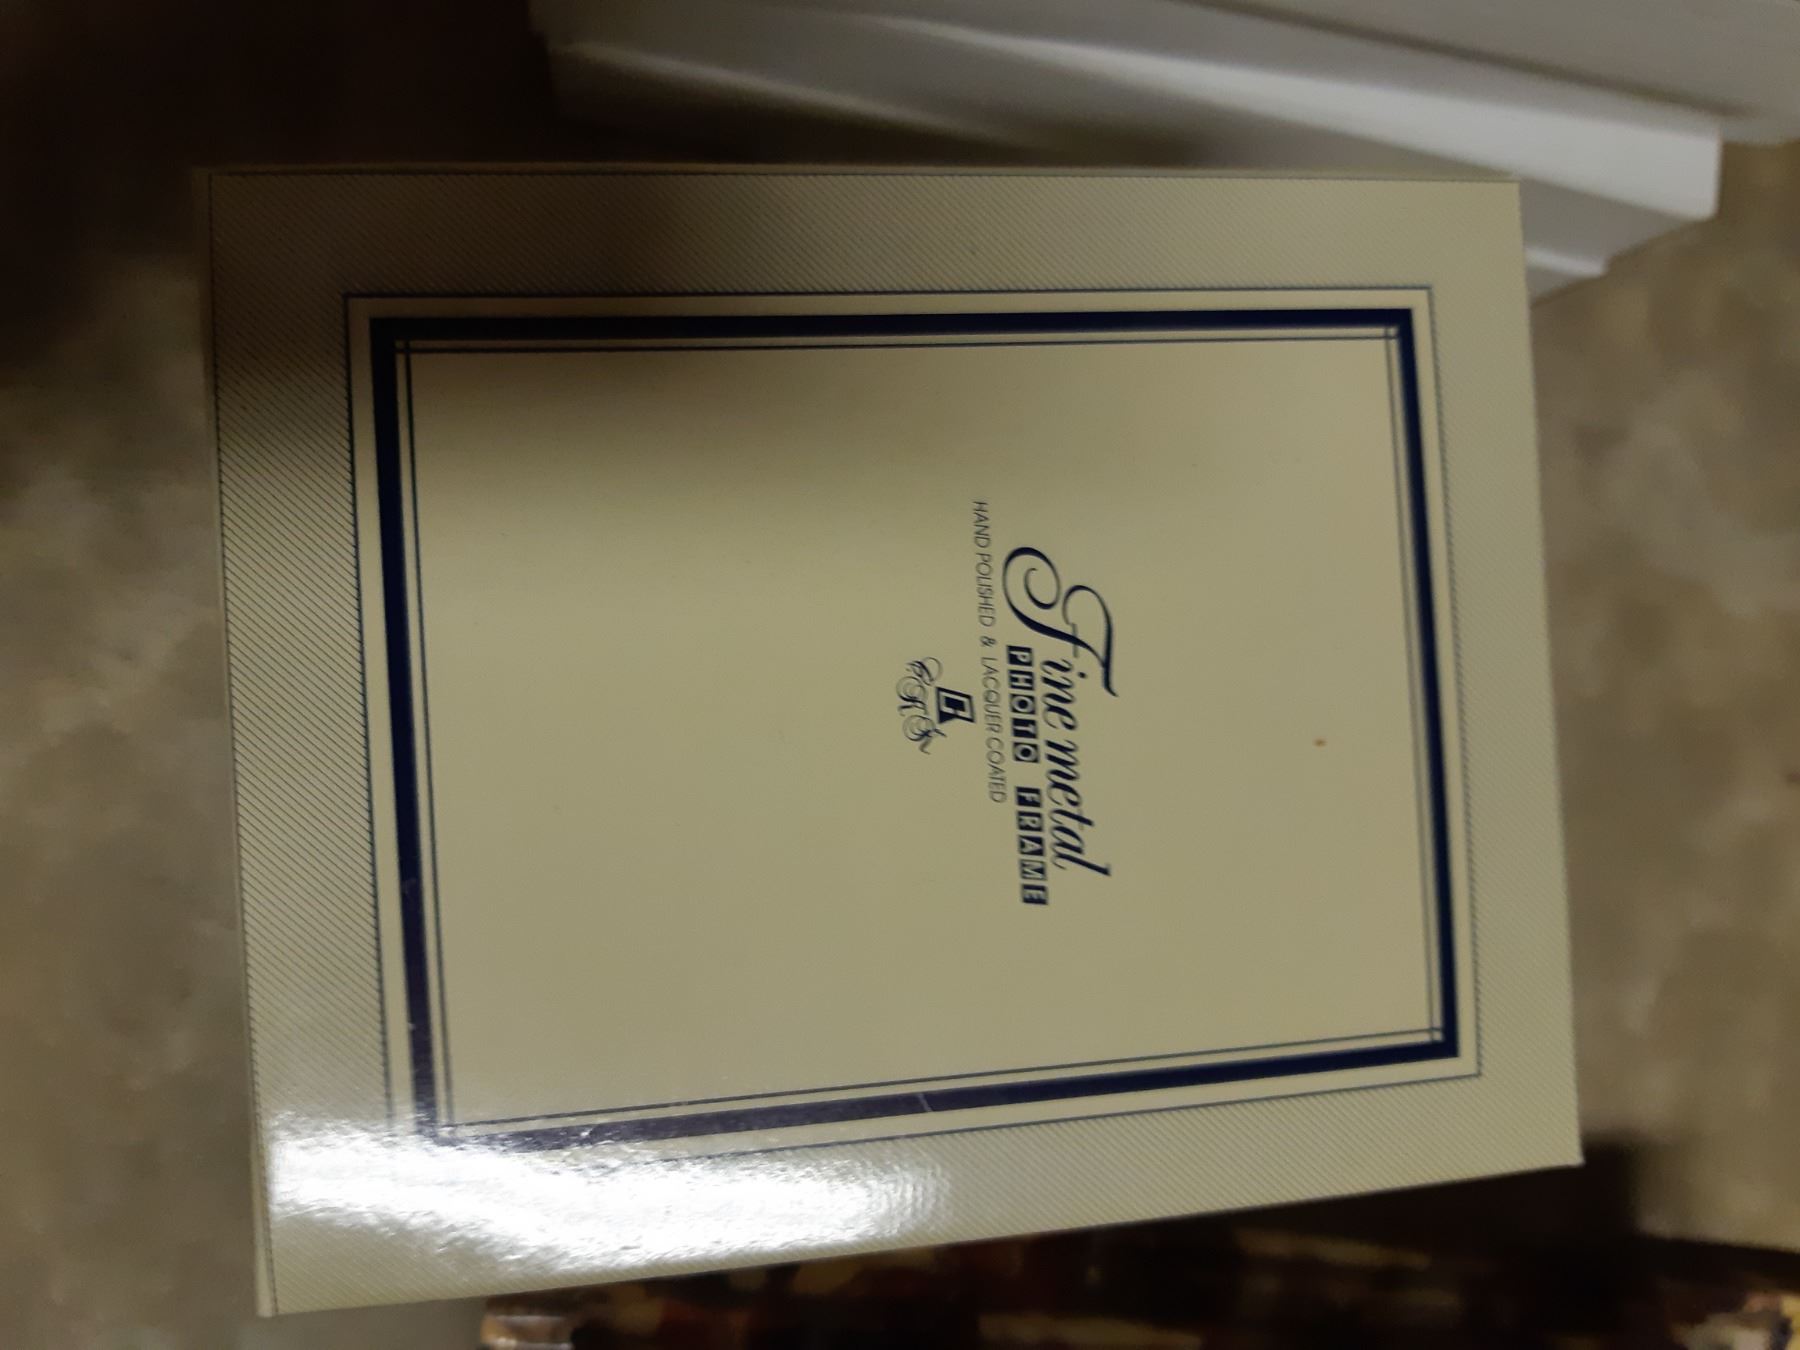 Fine metal
PHOTO FRAME
HAND POLISHED & LACQUER COATED